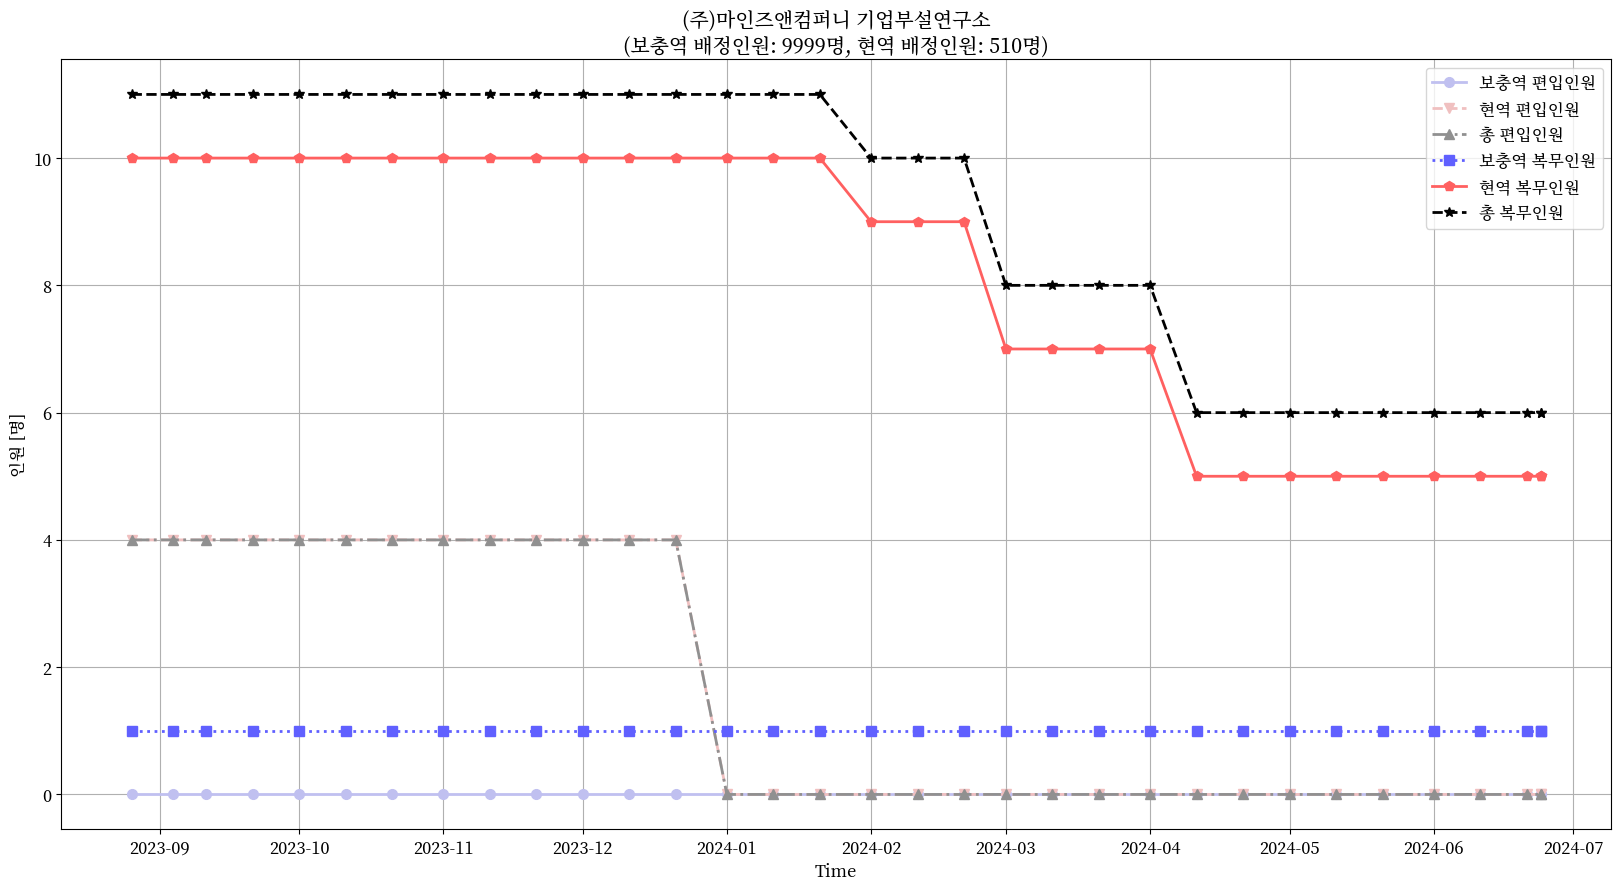 (주)마인즈앤컴퍼니 기업부설연구소
(보충역 배정인원: 9999명, 현역 배정인원: 510명)
보충역 편입인원
현역 편입인원
총 편입인원
보충역 복무인원
현역 복무인원
총 복무인원
인원 [명]
10
8
6
4
2
0
2023-09
2023-10
2023-11
2023-12
2024-01
2024-02
2024-03
2024-04
2024-05
2024-06
2024-07
Time